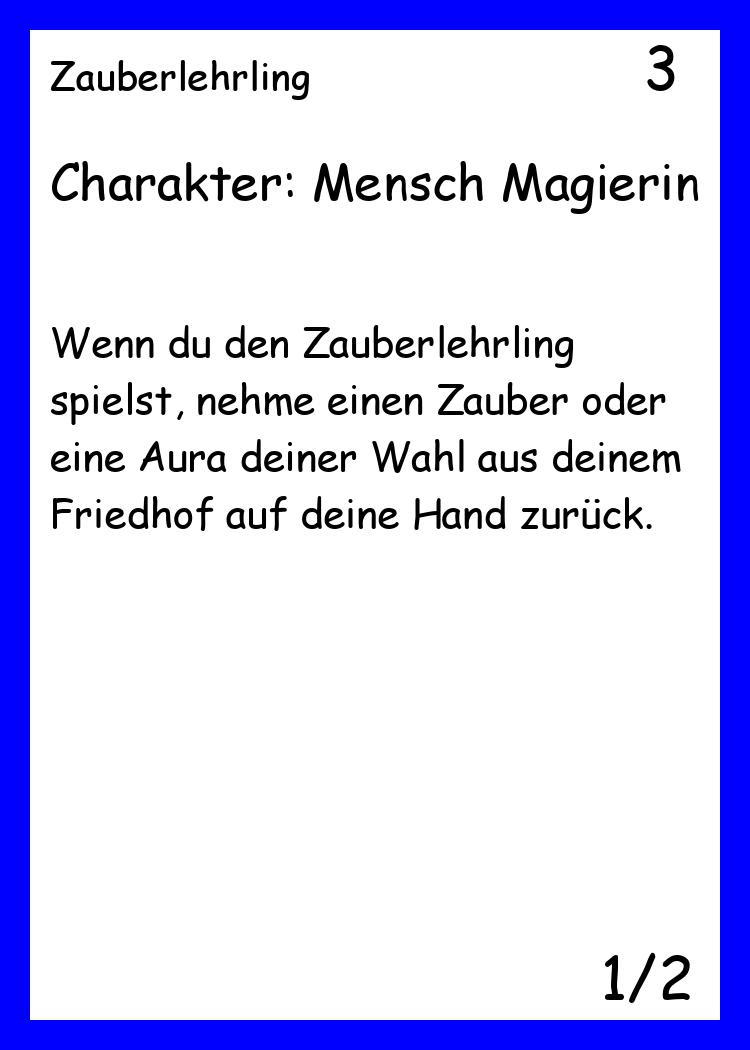 Zauberlehrling
3
Charakter: Mensch Magierin
Wenn du den Zauberlehrling
spielst, nehme einen Zauber oder
eine Aura deiner Wahl aus deinem
Friedhof auf deine Hand zurück.
1/2